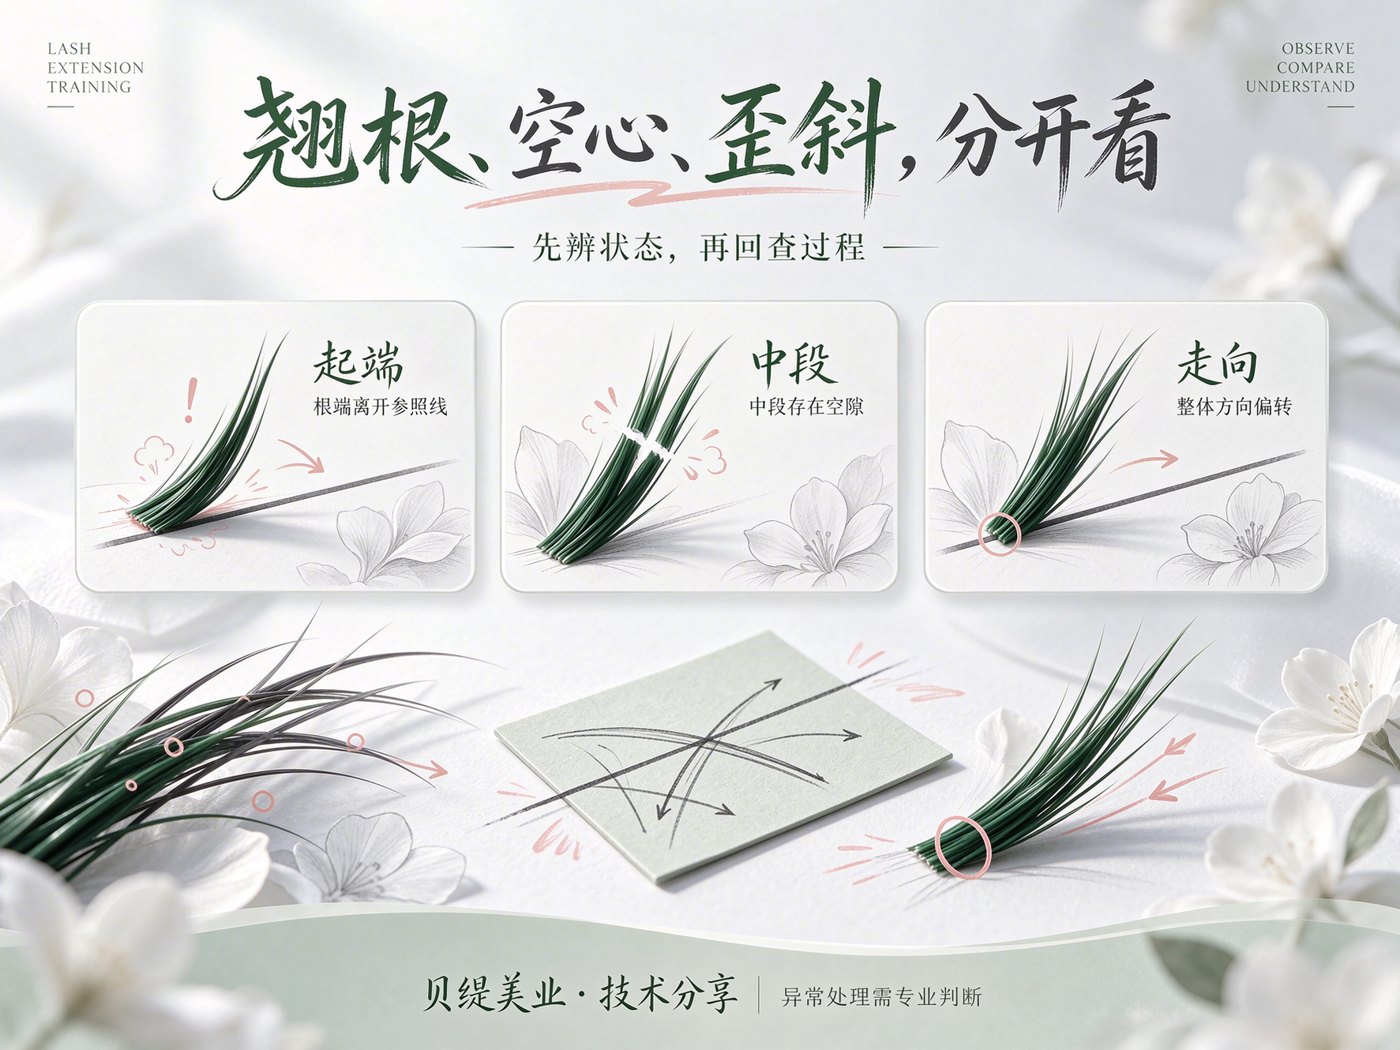 LASH
EXTENSION
TRAINING
OBSERVE
COMPARE
UNDERSTAND
翘根、空心、歪斜，分开看
先辨状态，再回查过程
起端
根端离开参照线
中段
中段存在空隙
走向
整体方向偏转
贝缇美业·技术分享
异常处理需专业判断